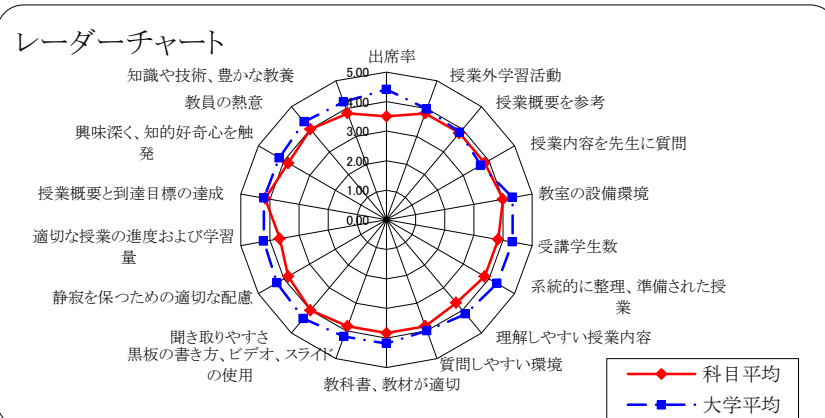 レーダーチャート
出席率
授業外学習活動
授業概要を参考
授業内容を先生に質問
教室の設備環境
受講学生数
系統的に整理、準備された授
業
理解しやすい授業内容
質問しやすい環境
教科書、教材が適切
黒板の書き方、ビデオ、スライド
の使用
聞き取りやすさ
静寂を保つための適切な配慮
適切な授業の進度および学習
量
授業概要と到達目標の達成
興味深く、知的好奇心を触
発
教員の熱意
知識や技術、豊かな教養
5.00
4.00
3.00
2.00
1.00
0.00
科目平均
大学平均